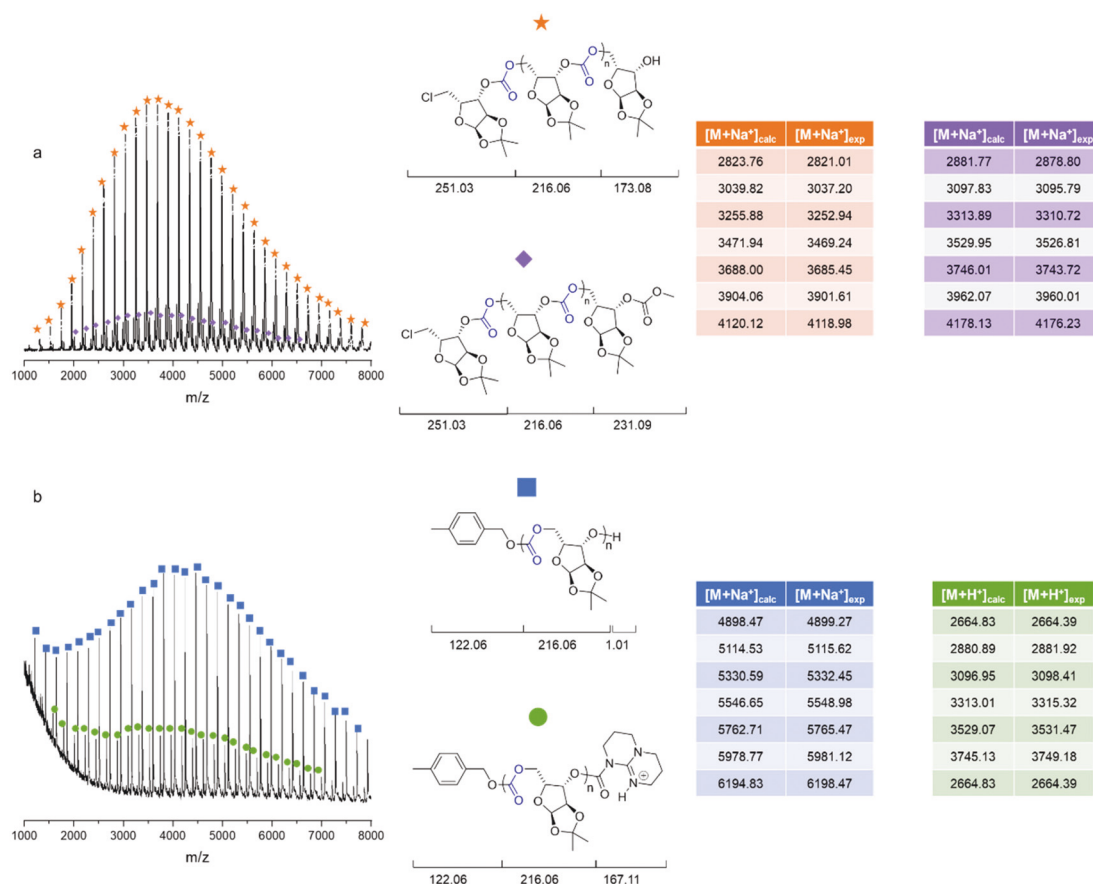 a
1000 2000 3000 4000 5000 6000 7000 8000
m/z
Cl
O
O
O
O
n
OH
O
O
O
O
O
O
O
O
O
251.03 216.06 173.08
Cl
O
O
O
O
n
O
O
O
O
O
O
O
O
O
O
O
O
O
251.03 216.06 231.09
[M+Na⁺]calc [M+Na⁺]exp
2823.76 2821.01
3039.82 3037.20
3255.88 3252.94
3471.94 3469.24
3688.00 3685.45
3904.06 3901.61
4120.12 4118.98
[M+Na⁺]calc [M+Na⁺]exp
2881.77 2878.80
3097.83 3095.79
3313.89 3310.72
3529.95 3526.81
3746.01 3743.72
3962.07 3960.01
4178.13 4176.23
b
1000 2000 3000 4000 5000 6000 7000 8000
m/z
O
O
O
O
n
H
O
O
O
122.06 216.06 1.01
O
O
O
O
n
O
N
N
N
H
O
O
O
122.06 216.06 167.11
[M+Na⁺]calc [M+Na⁺]exp
4898.47 4899.27
5114.53 5115.62
5330.59 5332.45
5546.65 5548.98
5762.71 5765.47
5978.77 5981.12
6194.83 6198.47
[M+H⁺]calc [M+H⁺]exp
2664.83 2664.39
2880.89 2881.92
3096.95 3098.41
3313.01 3315.32
3529.07 3531.47
3745.13 3749.18
2664.83 2664.39